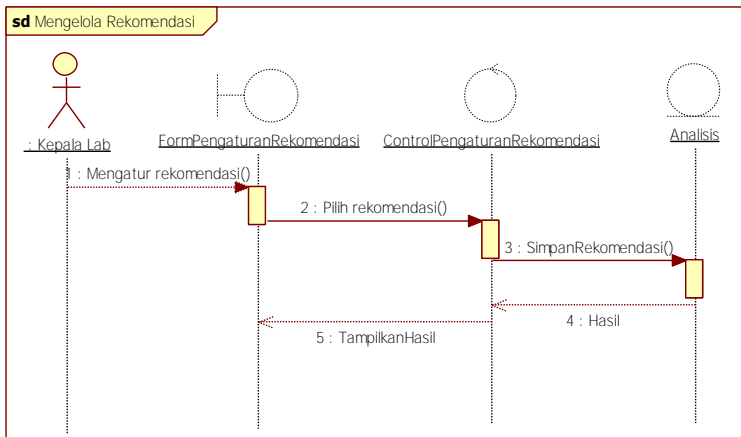 sd Mengelola Rekomendasi
: Kepala Lab
FormPengaturanRekomendasi
ControlPengaturanRekomendasi
Analisis
1 : Mengatur rekomendasi()
2 : Pilih rekomendasi()
3 : SimpanRekomendasi()
4 : Hasil
5 : TampilkanHasil